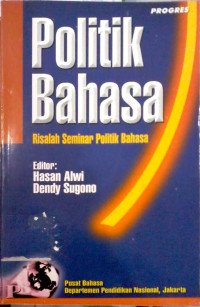 PROGRES
Politik
Bahasa
Risalah Seminar Politik Bahasa
Editor:
Hasan Alwi
Dendy Sugono
Pusat Bahasa
Departemen Pendidikan Nasional, Jakarta